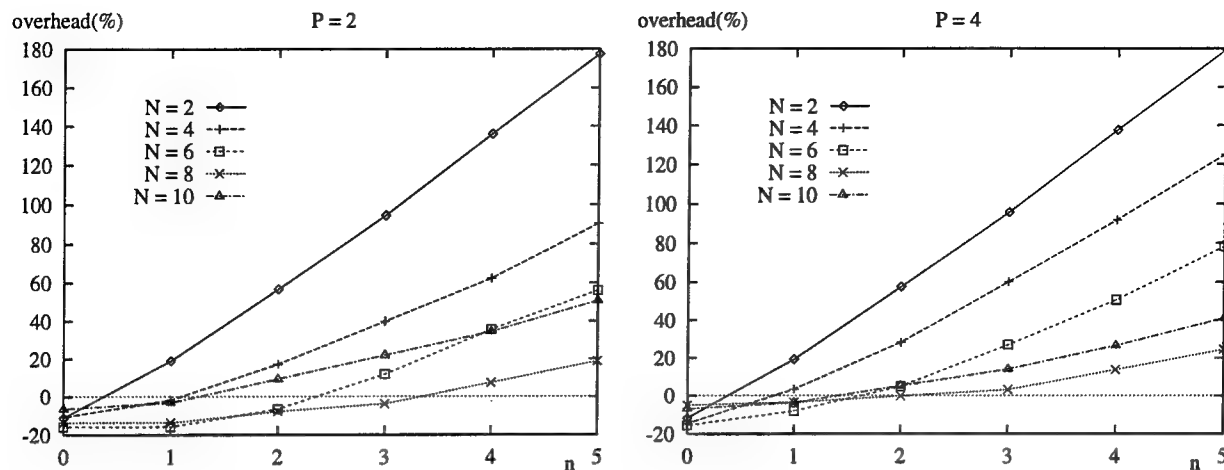 overhead(%) P = 2
180
160
140
120
100
80
60
40
20
0
-20
N = 2
N = 4
N = 6
N = 8
N = 10
0 1 2 3 4 n 5
overhead(%) P = 4
180
160
140
120
100
80
60
40
20
0
-20
N = 2
N = 4
N = 6
N = 8
N = 10
0 1 2 3 4 n 5